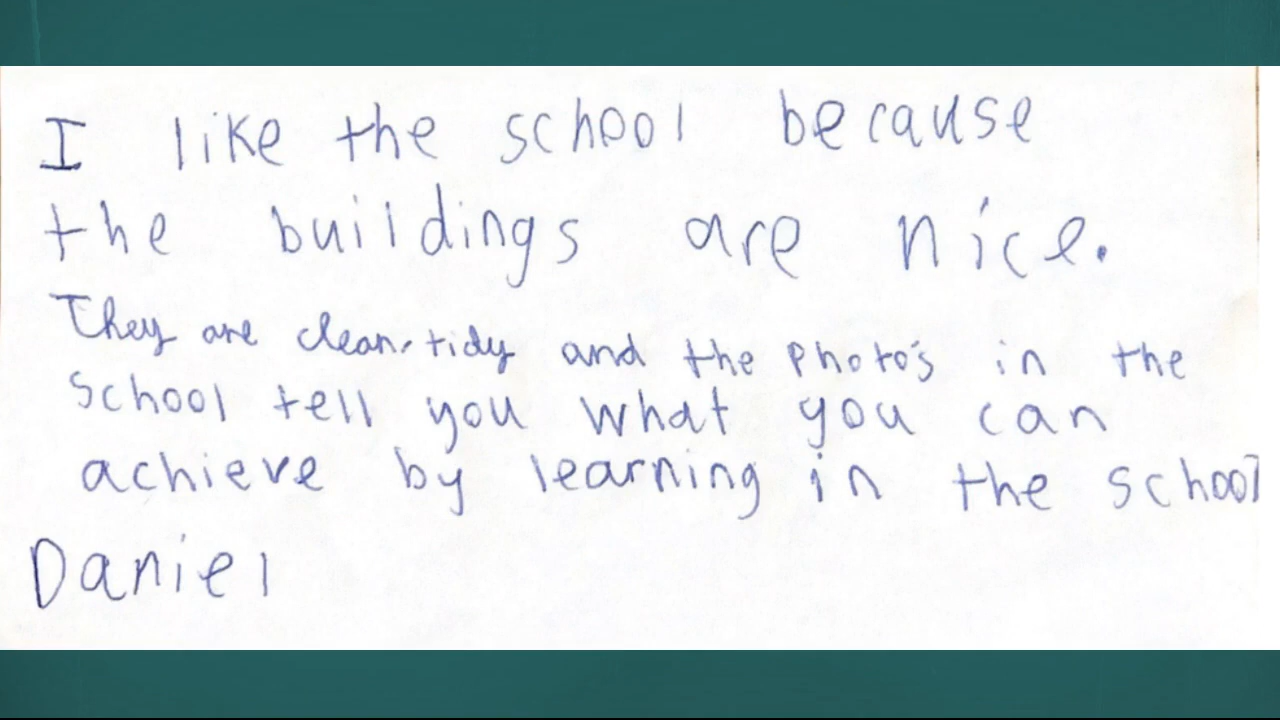 I like the school because
the buildings are nice.
They are clean, tidy and the photo's in the
school tell you what you can
achieve by learning in the school
Daniel